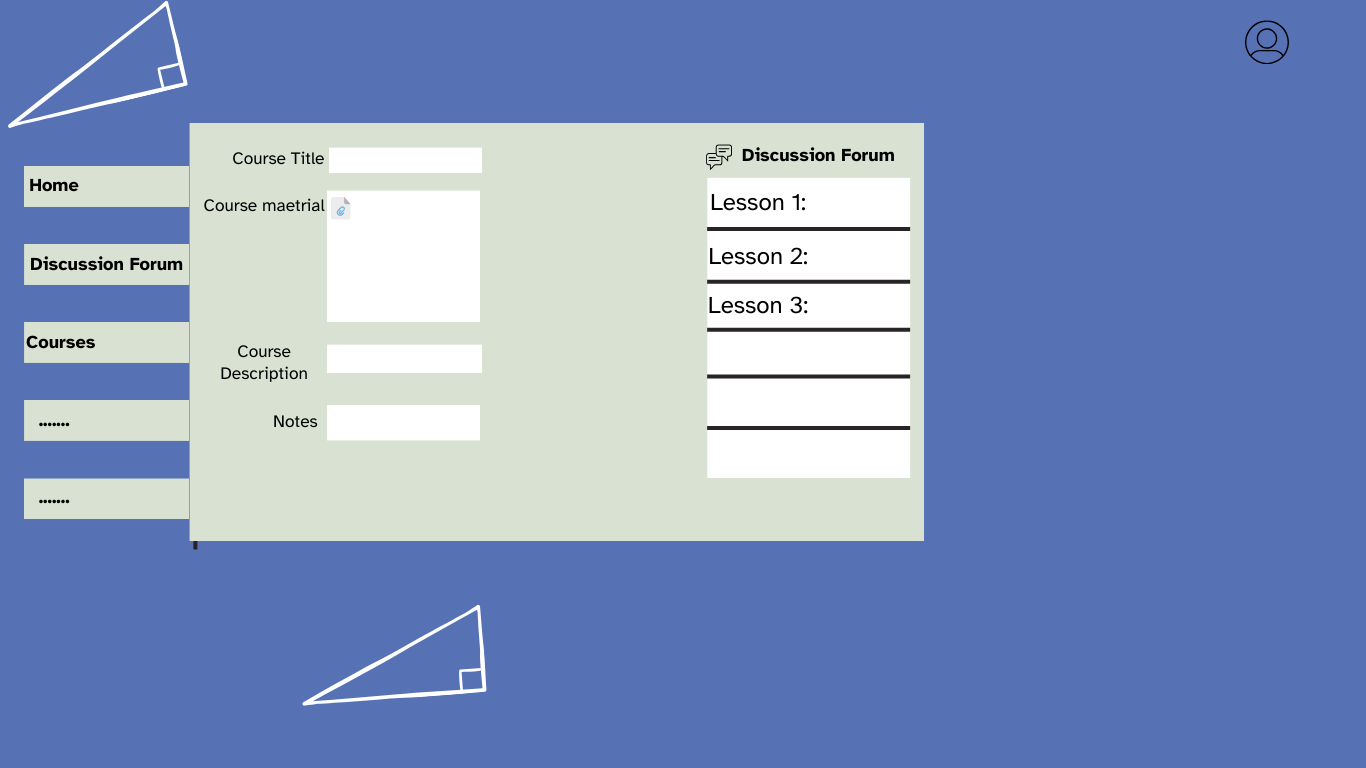 Home
Discussion Forum
Courses
.......
.......
Course Title
Course maetrial
Course
Description
Notes
Discussion Forum
Lesson 1:
Lesson 2:
Lesson 3: